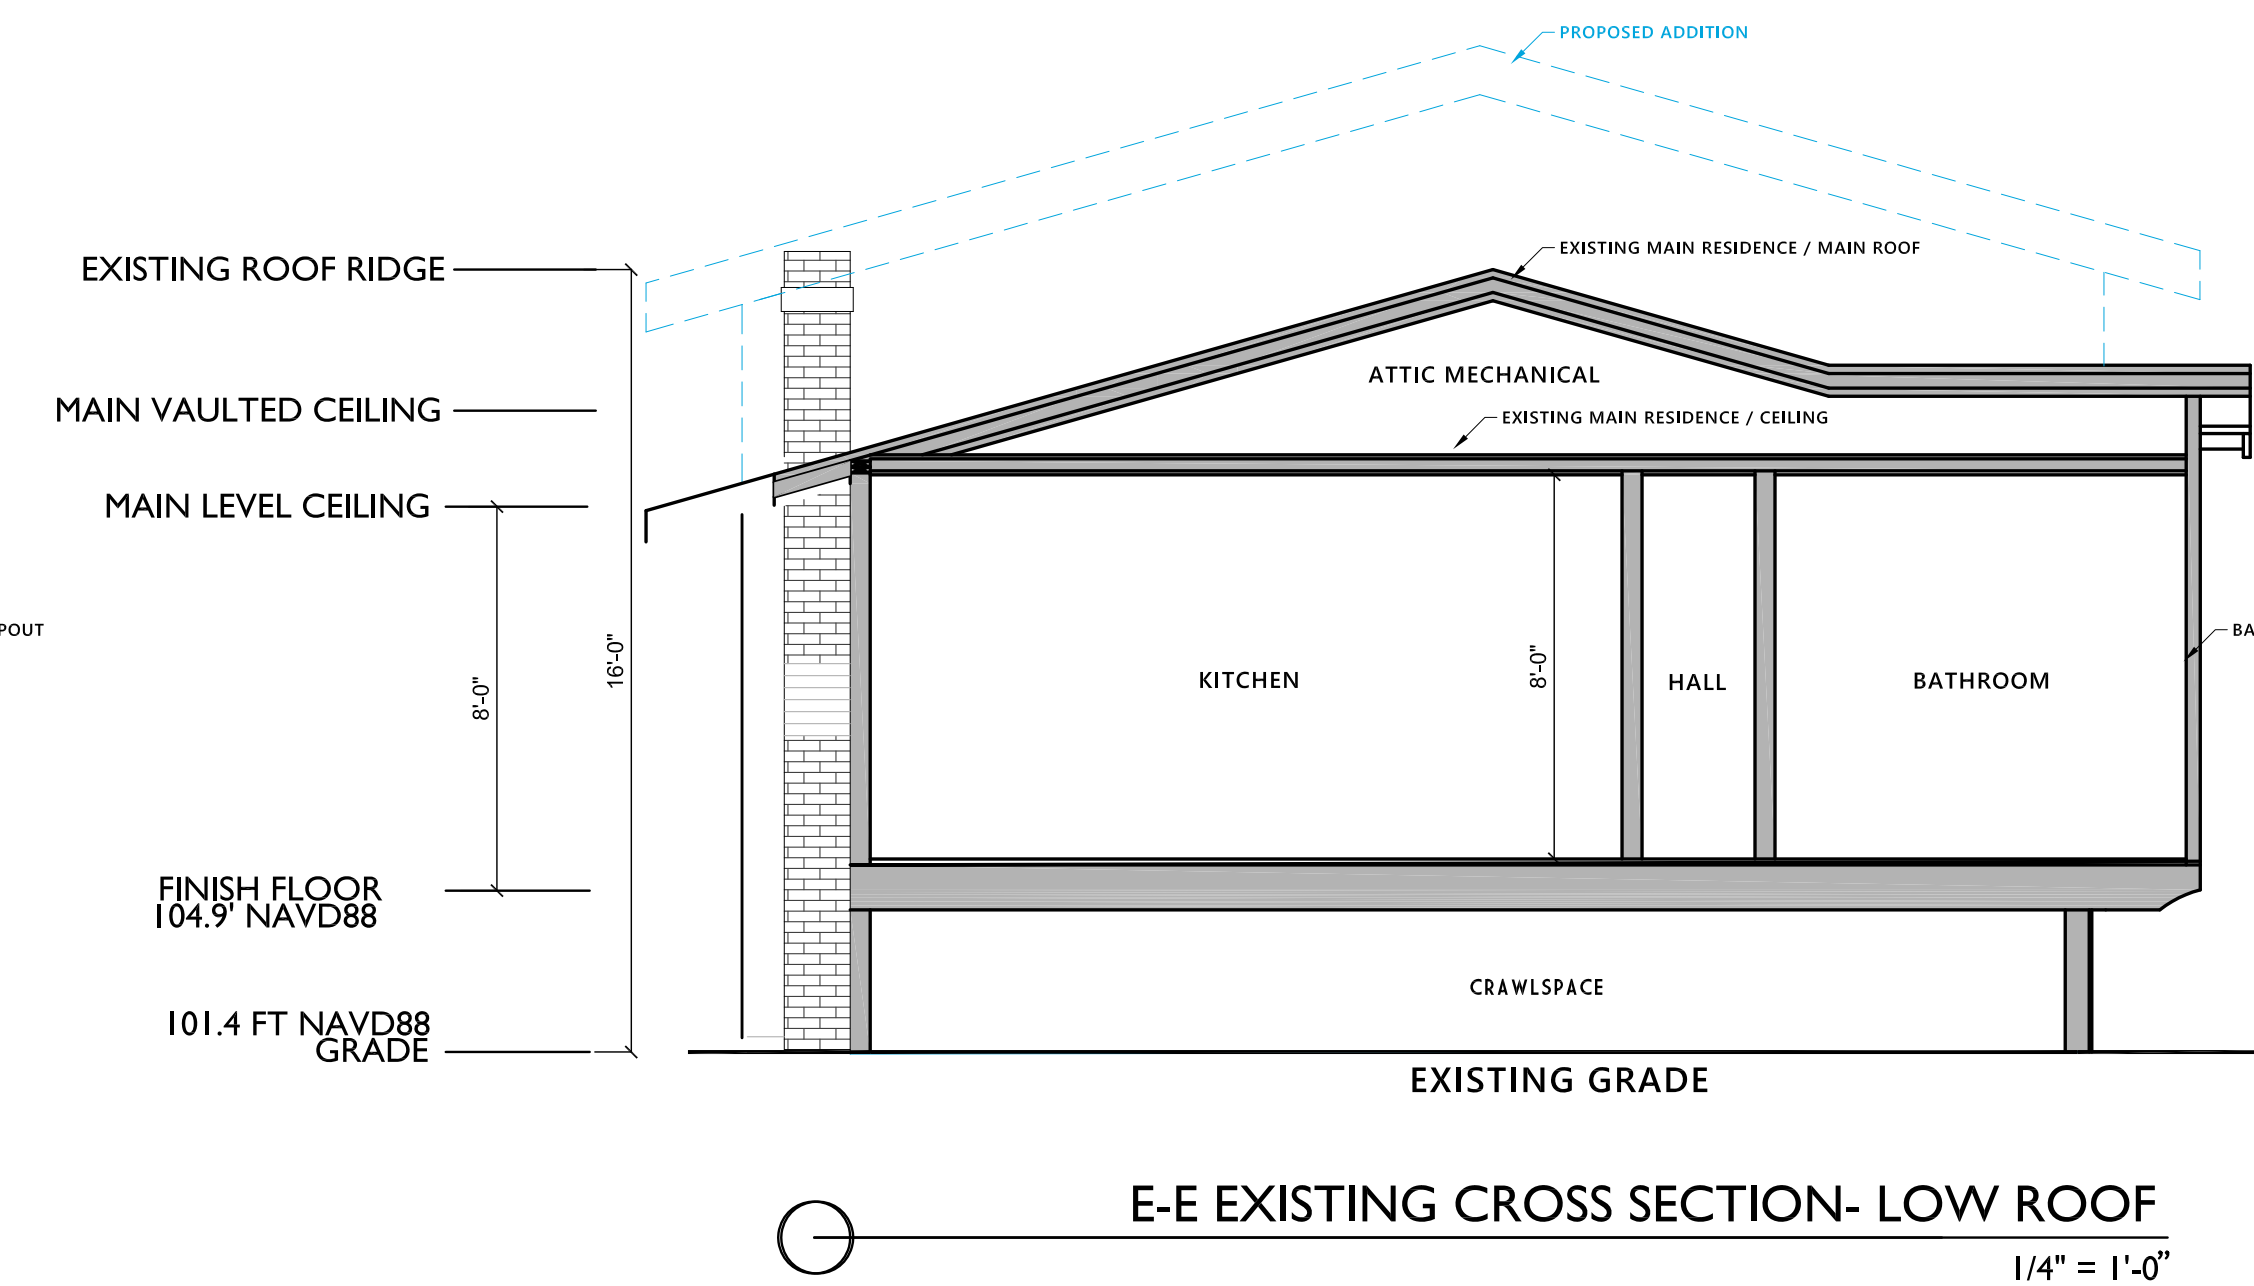 PROPOSED ADDITION
EXISTING MAIN RESIDENCE / MAIN ROOF
EXISTING ROOF RIDGE
ATTIC MECHANICAL
MAIN VAULTED CEILING
EXISTING MAIN RESIDENCE / CEILING
MAIN LEVEL CEILING
POUT
BA
16'-0"
8'-0"
KITCHEN
8'-0"
HALL
BATHROOM
FINISH FLOOR
104.9' NAVD88
CRAWLSPACE
101.4 FT NAVD88
GRADE
EXISTING GRADE
E-E EXISTING CROSS SECTION- LOW ROOF
1/4" = 1'-0”